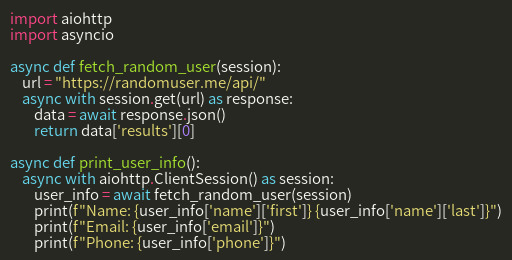 import aiohttp
import asyncio

async def fetch_random_user(session):
    url = "https://randomuser.me/api/"
    async with session.get(url) as response:
        data = await response.json()
        return data['results'][0]

async def print_user_info():
    async with aiohttp.ClientSession() as session:
        user_info = await fetch_random_user(session)
        print(f"Name: {user_info['name']['first']} {user_info['name']['last']}")
        print(f"Email: {user_info['email']}")
        print(f"Phone: {user_info['phone']}")